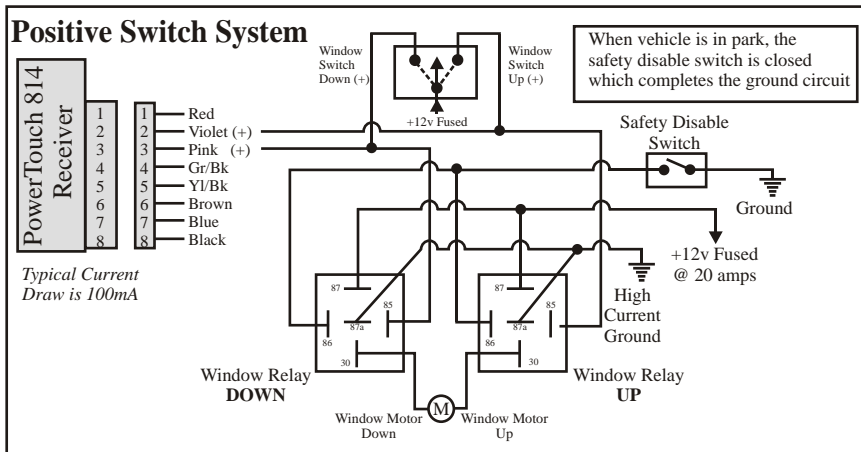 Positive Switch System
Window
Switch
Down (+)
Window
Switch
Up (+)
+12v Fused
When vehicle is in park, the
safety disable switch is closed
which completes the ground circuit
PowerTouch 814
Receiver
1
2
3
4
5
6
7
8
1 Red
2 Violet (+)
3 Pink (+)
4 Gr/Bk
5 Yl/Bk
6 Brown
7 Blue
8 Black
Safety Disable
Switch
Ground
Typical Current
Draw is 100mA
+12v Fused
@ 20 amps
High
Current
Ground
87
85
87a
86
30
87
85
87a
86
30
Window Relay
DOWN
Window Relay
UP
M
Window Motor
Down
Window Motor
Up